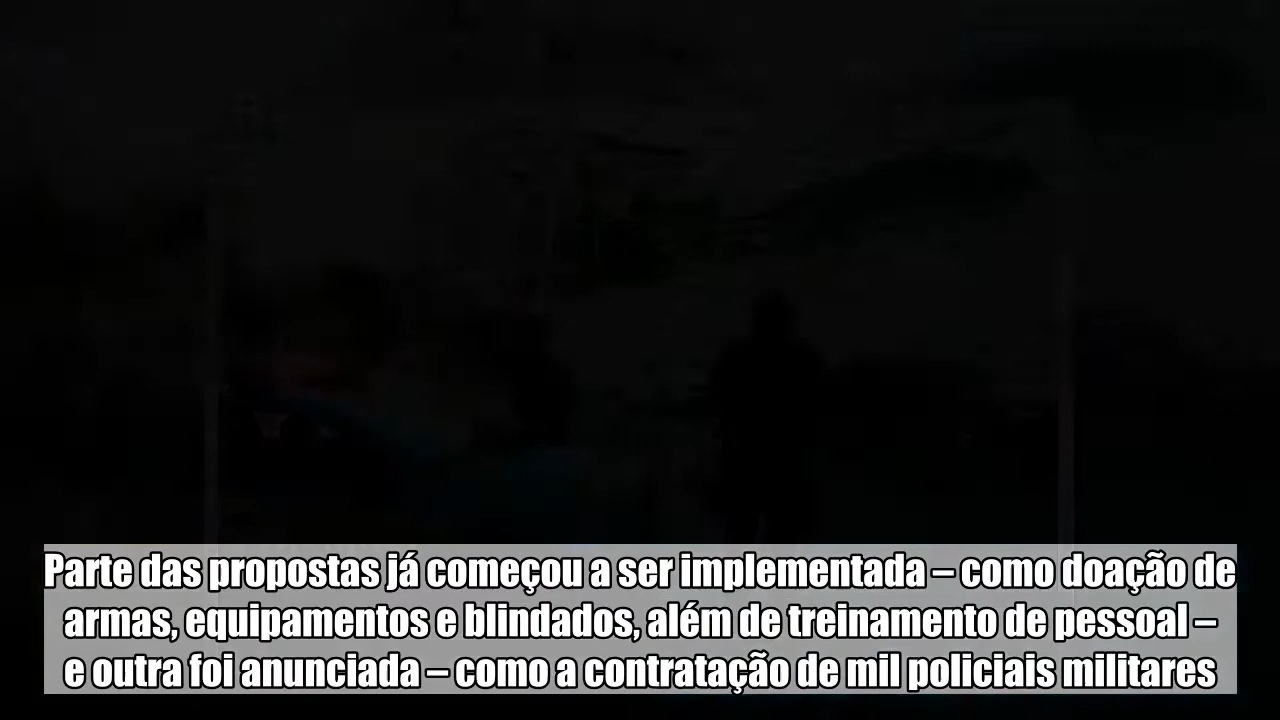 Parte das propostas já começou a ser implementada – como doação de
armas, equipamentos e blindados, além de treinamento de pessoal –
e outra foi anunciada – como a contratação de mil policiais militares